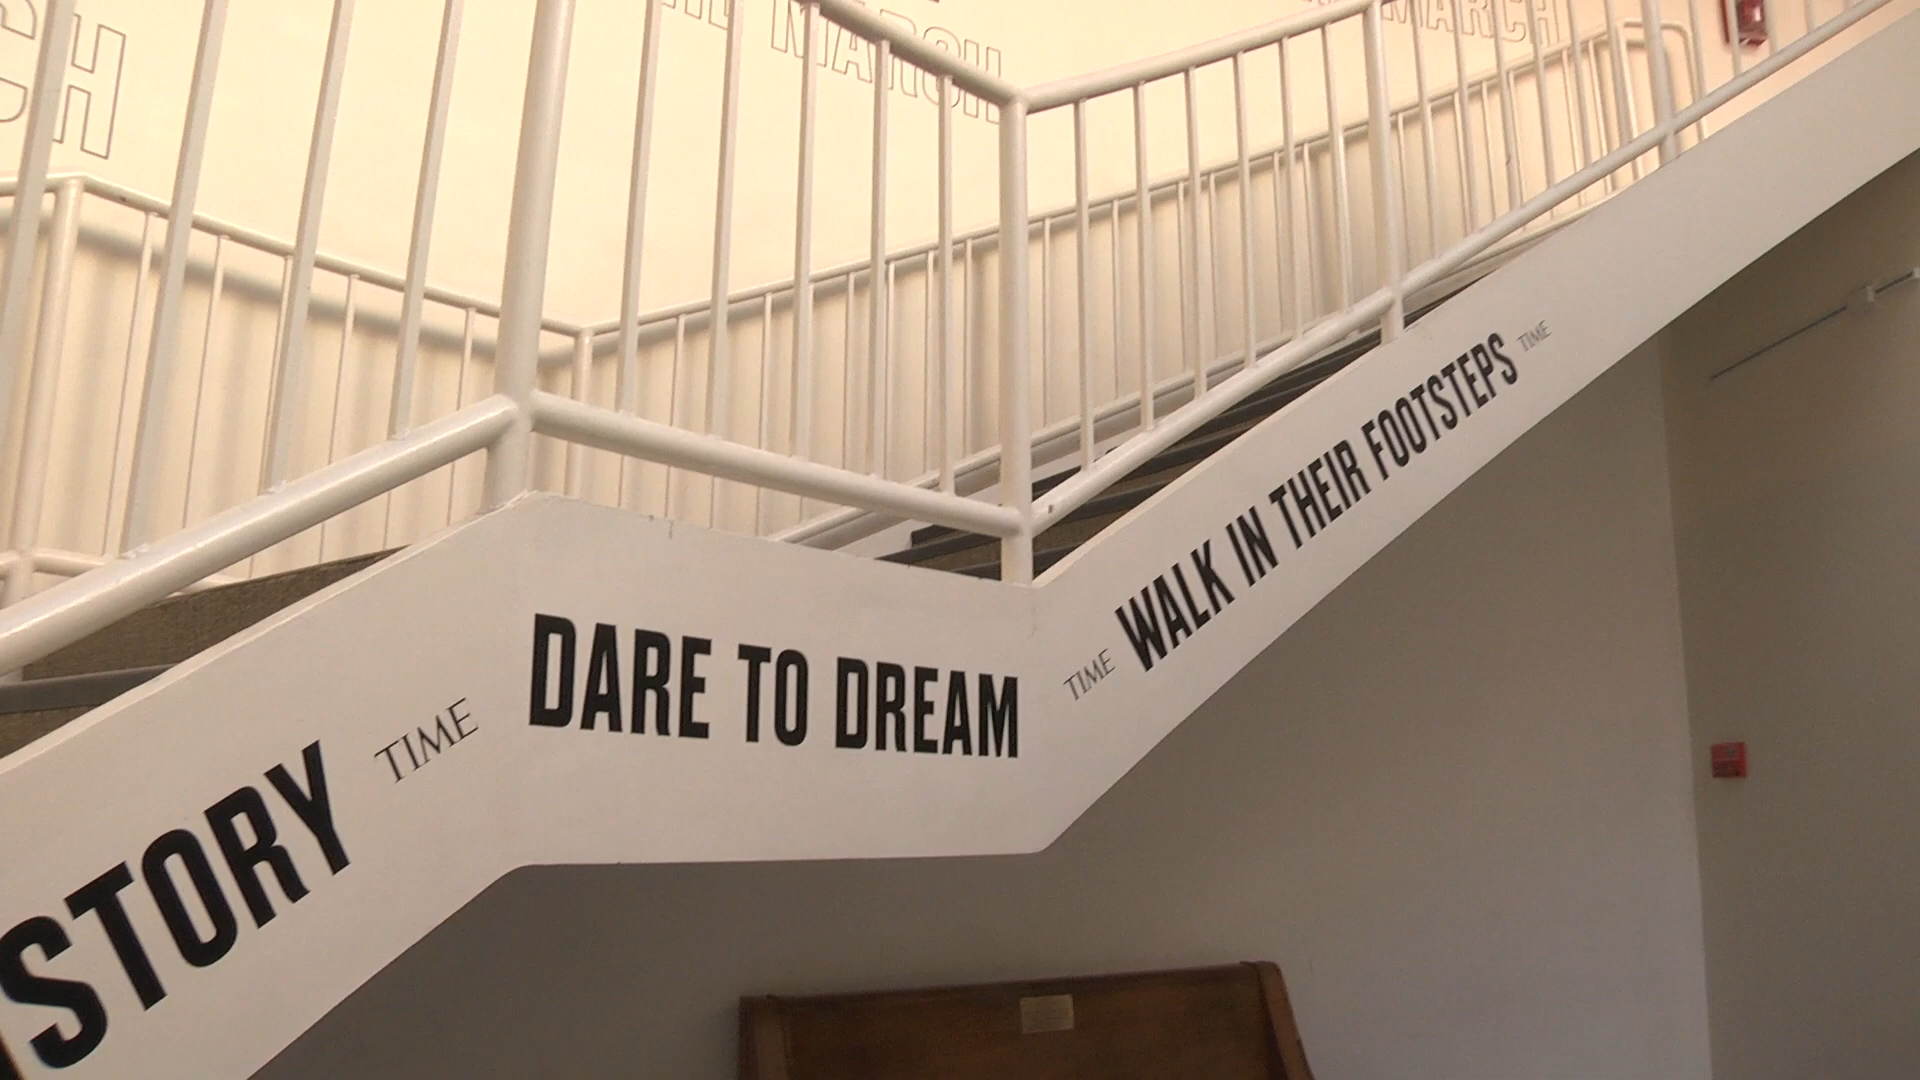 MARCH
MARCH
STORY TIME DARE TO DREAM TIME WALK IN THEIR FOOTSTEPS TIME